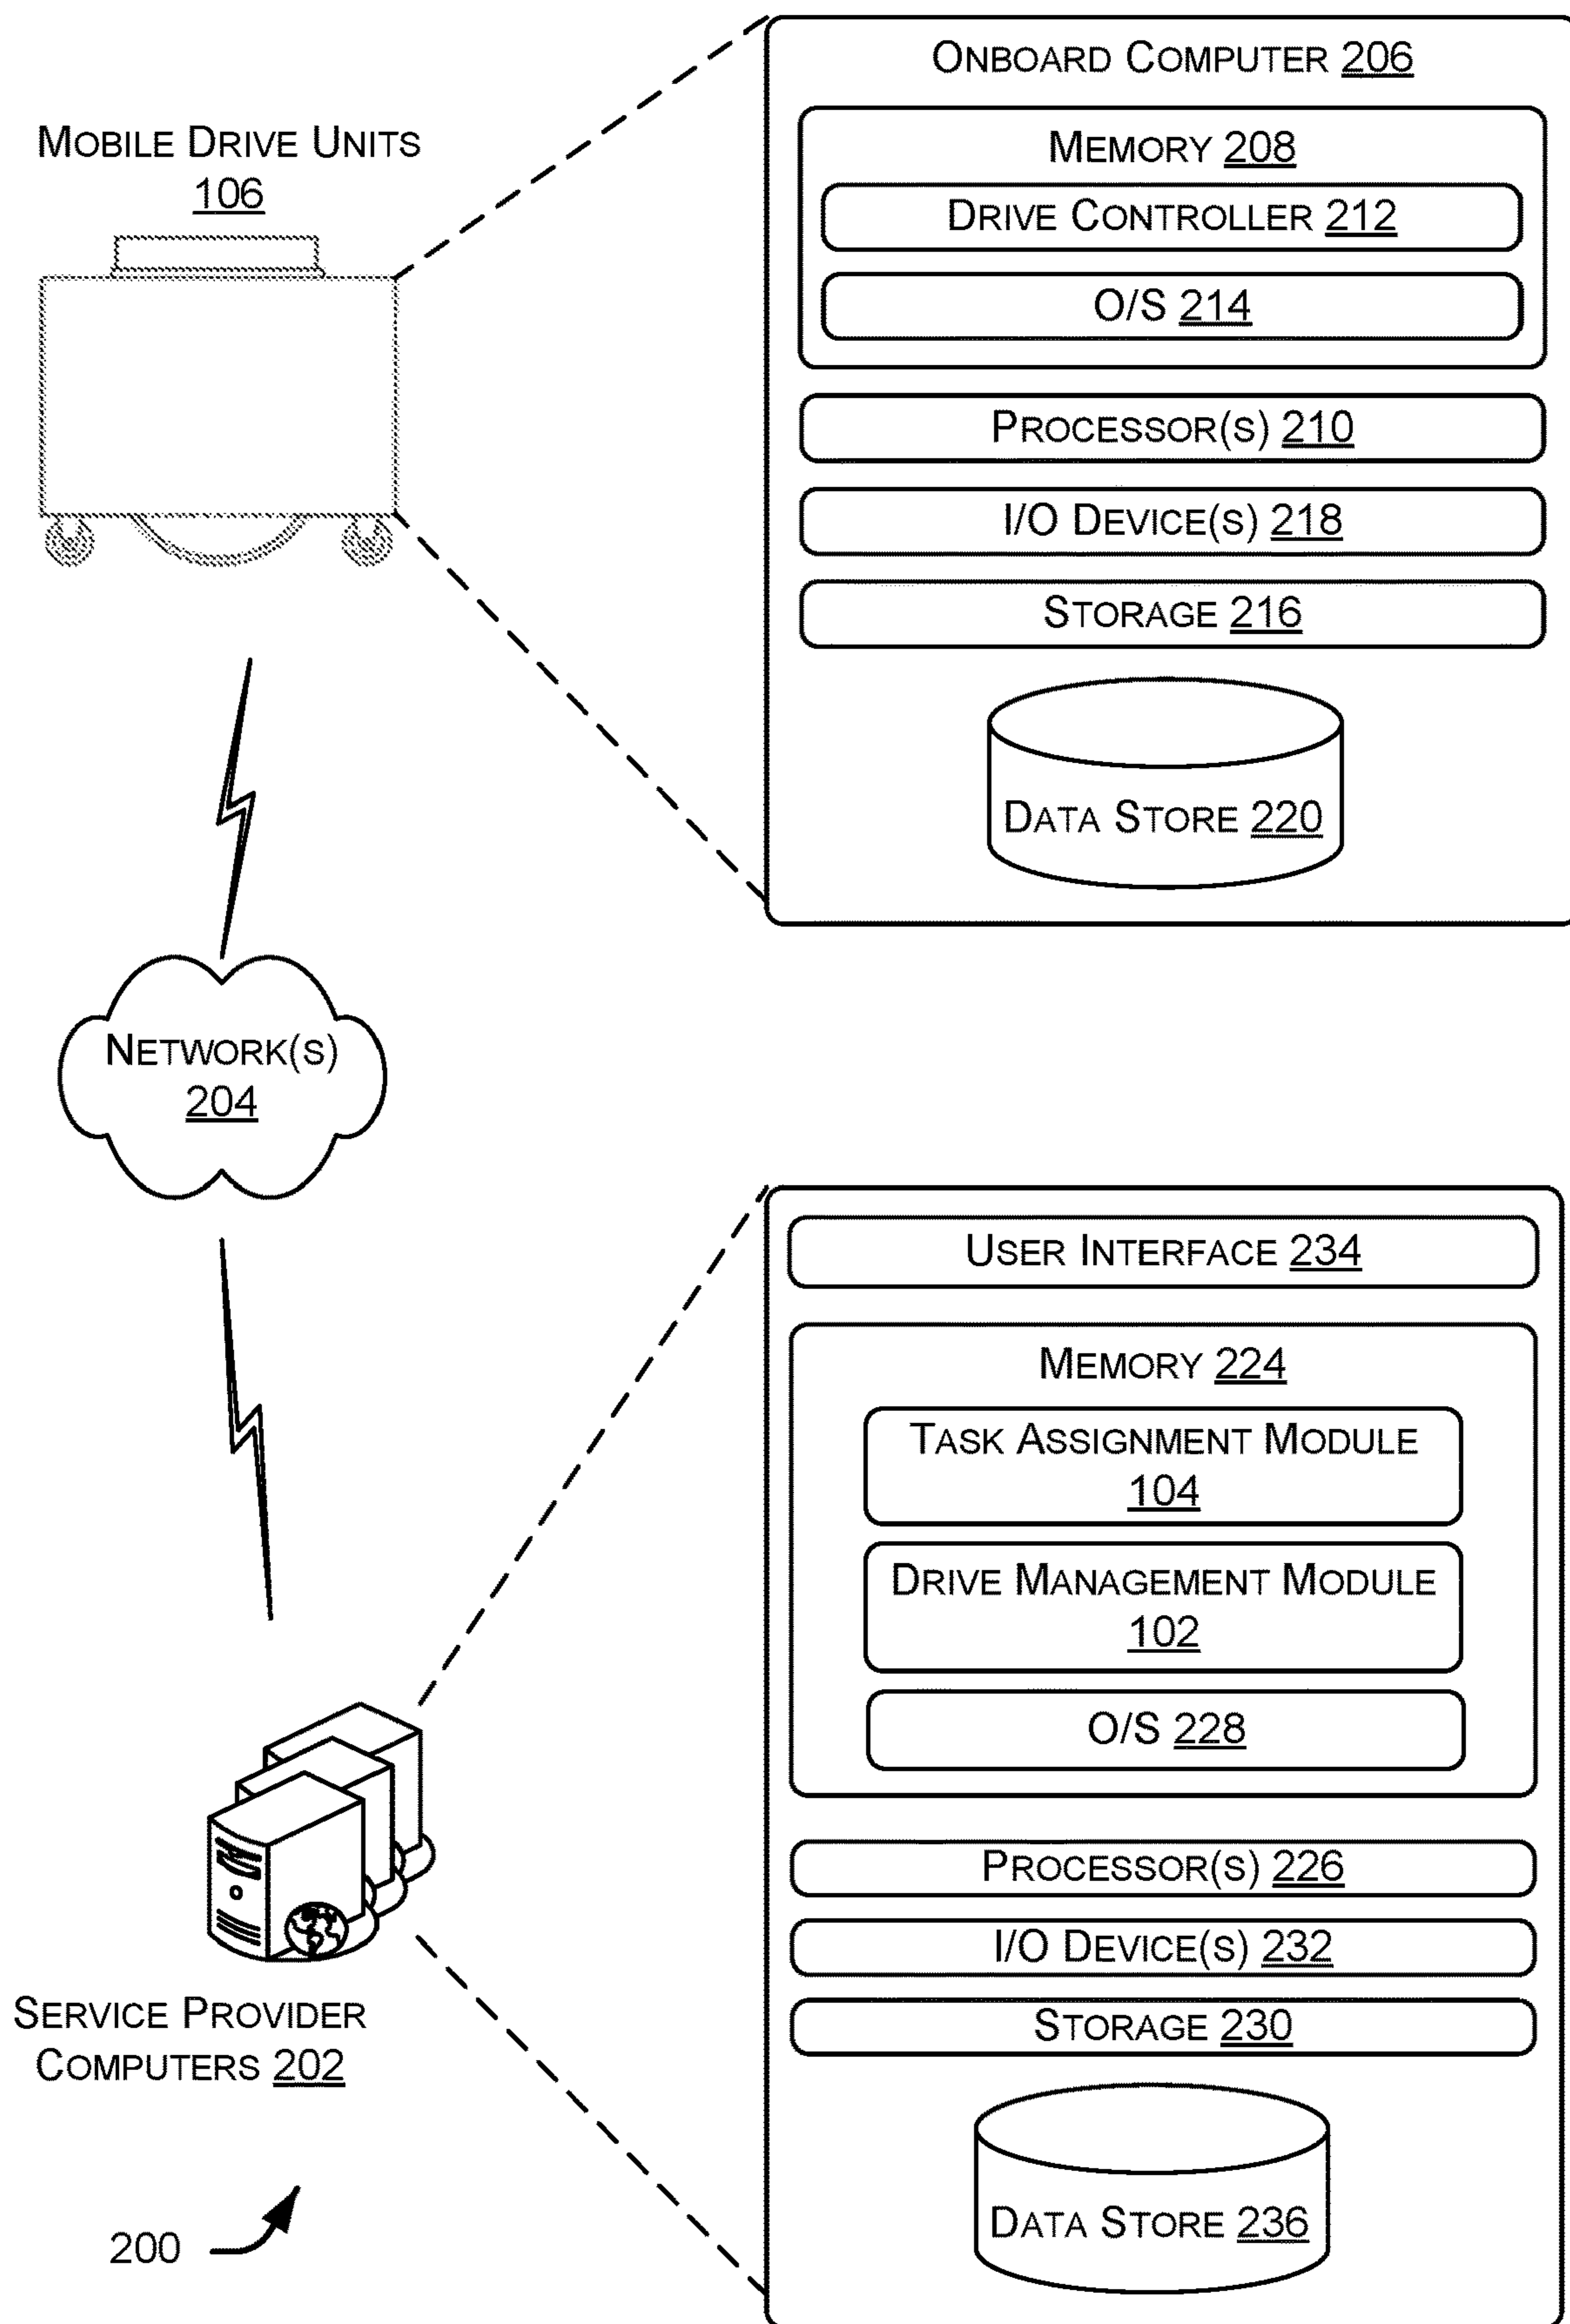 MOBILE DRIVE UNITS
106
ONBOARD COMPUTER 206
MEMORY 208
DRIVE CONTROLLER 212
O/S 214
PROCESSOR(S) 210
I/O DEVICE(S) 218
STORAGE 216
DATA STORE 220
NETWORK(S)
204
USER INTERFACE 234
MEMORY 224
TASK ASSIGNMENT MODULE
104
DRIVE MANAGEMENT MODULE
102
O/S 228
PROCESSOR(S) 226
I/O DEVICE(S) 232
STORAGE 230
DATA STORE 236
SERVICE PROVIDER
COMPUTERS 202
200